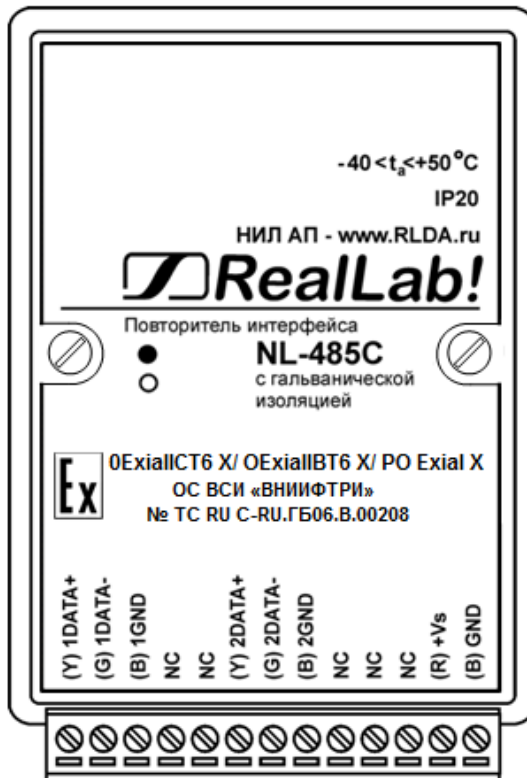 -40<tа<+50°C
IP20
НИЛ АП - www.RLDA.ru
RealLab!
Повторитель интерфейса
NL-485C
с гальванической
изоляцией
Ex
0ExiaIICT6 X/ OExiaIIBT6 X/ PO ExiaI X
ОС ВСИ «ВНИИФТРИ»
№ ТС RU C-RU.ГБ06.В.00208
(Y) 1DATA+
(G) 1DATA-
(B) 1GND
NC
NC
(Y) 2DATA+
(G) 2DATA-
(B) 2GND
NC
NC
NC
(R) +Vs
(B) GND